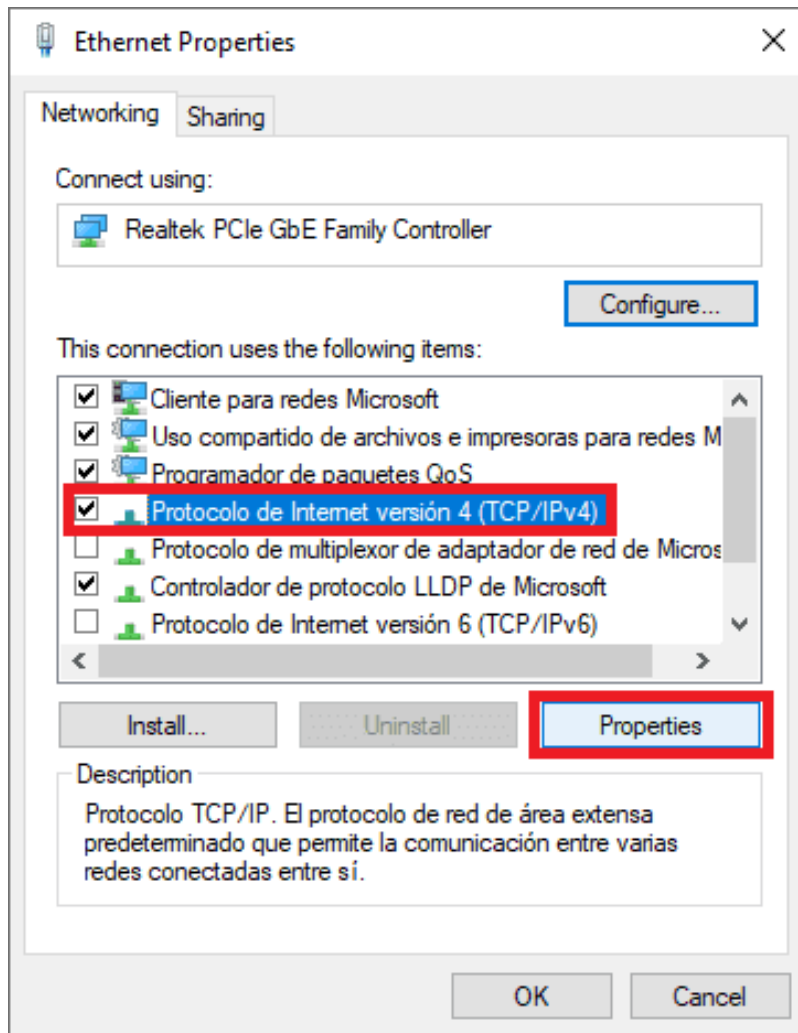 Ethernet Properties
Networking
Sharing
Connect using:
Realtek PCIe GbE Family Controller
Configure...
This connection uses the following items:
Cliente para redes Microsoft
Uso compartido de archivos e impresoras para redes M
Programador de paquetes QoS
Protocolo de Internet versión 4 (TCP/IPv4)
Protocolo de multiplexor de adaptador de red de Micros
Controlador de protocolo LLDP de Microsoft
Protocolo de Internet versión 6 (TCP/IPv6)
Install...
Uninstall
Properties
Description
Protocolo TCP/IP. El protocolo de red de área extensa
predeterminado que permite la comunicación entre varias
redes conectadas entre sí.
OK
Cancel